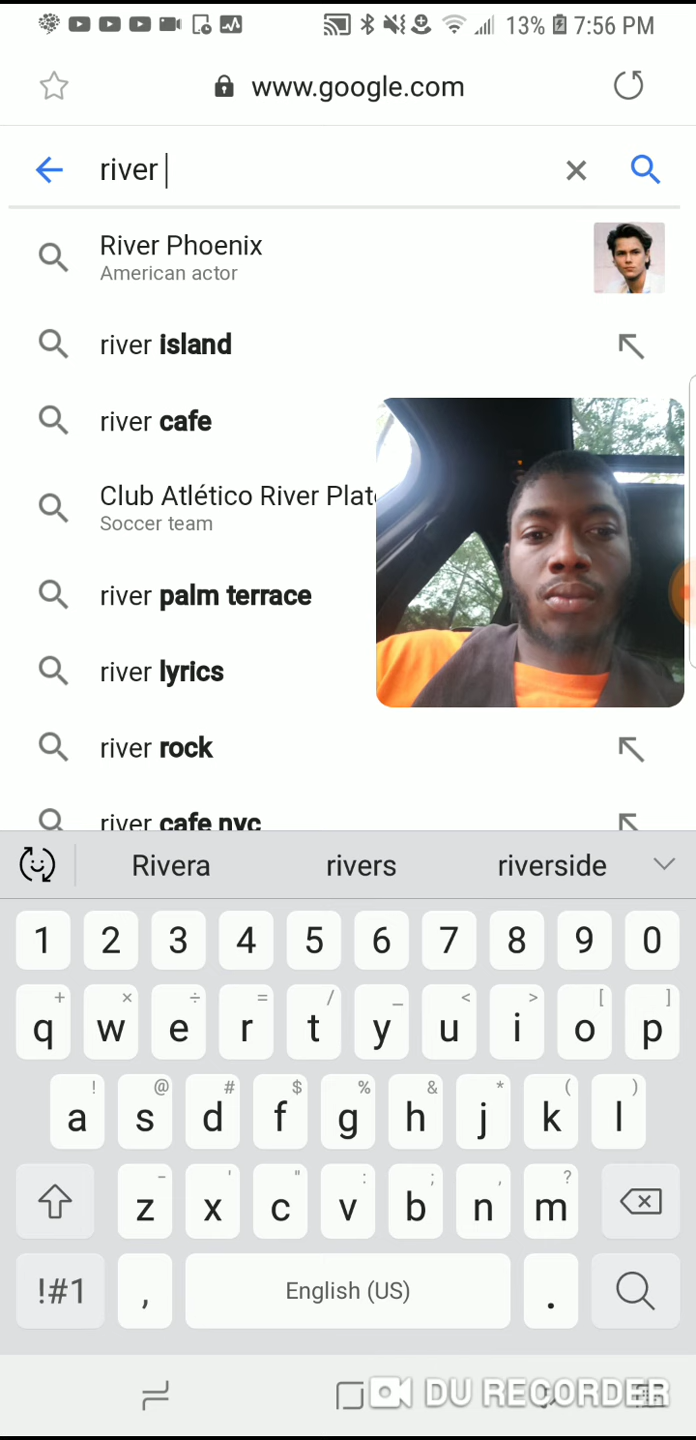 13% 7:56 PM
www.google.com
river
River Phoenix
American actor
river island
river cafe
Club Atlético River Plat
Soccer team
river palm terrace
river lyrics
river rock
river cafe nyc
Rivera rivers riverside
1 2 3 4 5 6 7 8 9 0
+ × ÷ = / _ < > [ ]
q w e r t y u i o p
! @ # $ % & * ( )
a s d f g h j k l
- ' " : ; , ?
z x c v b n m
!#1 , English (US) .
DU RECORDER